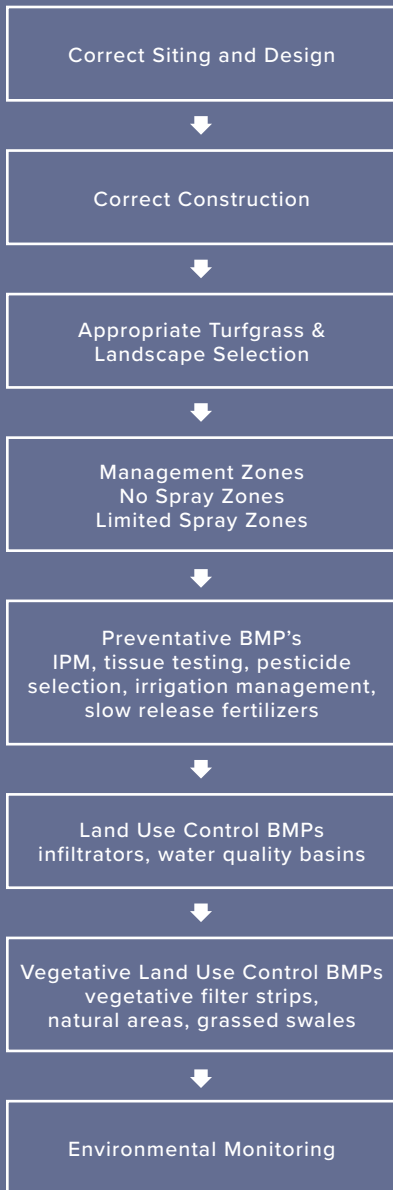 Correct Siting and Design
Correct Construction
Appropriate Turfgrass &
Landscape Selection
Management Zones
No Spray Zones
Limited Spray Zones
Preventative BMP's
IPM, tissue testing, pesticide
selection, irrigation management,
slow release fertilizers
Land Use Control BMPs
infiltrators, water quality basins
Vegetative Land Use Control BMPs
vegetative filter strips,
natural areas, grassed swales
Environmental Monitoring